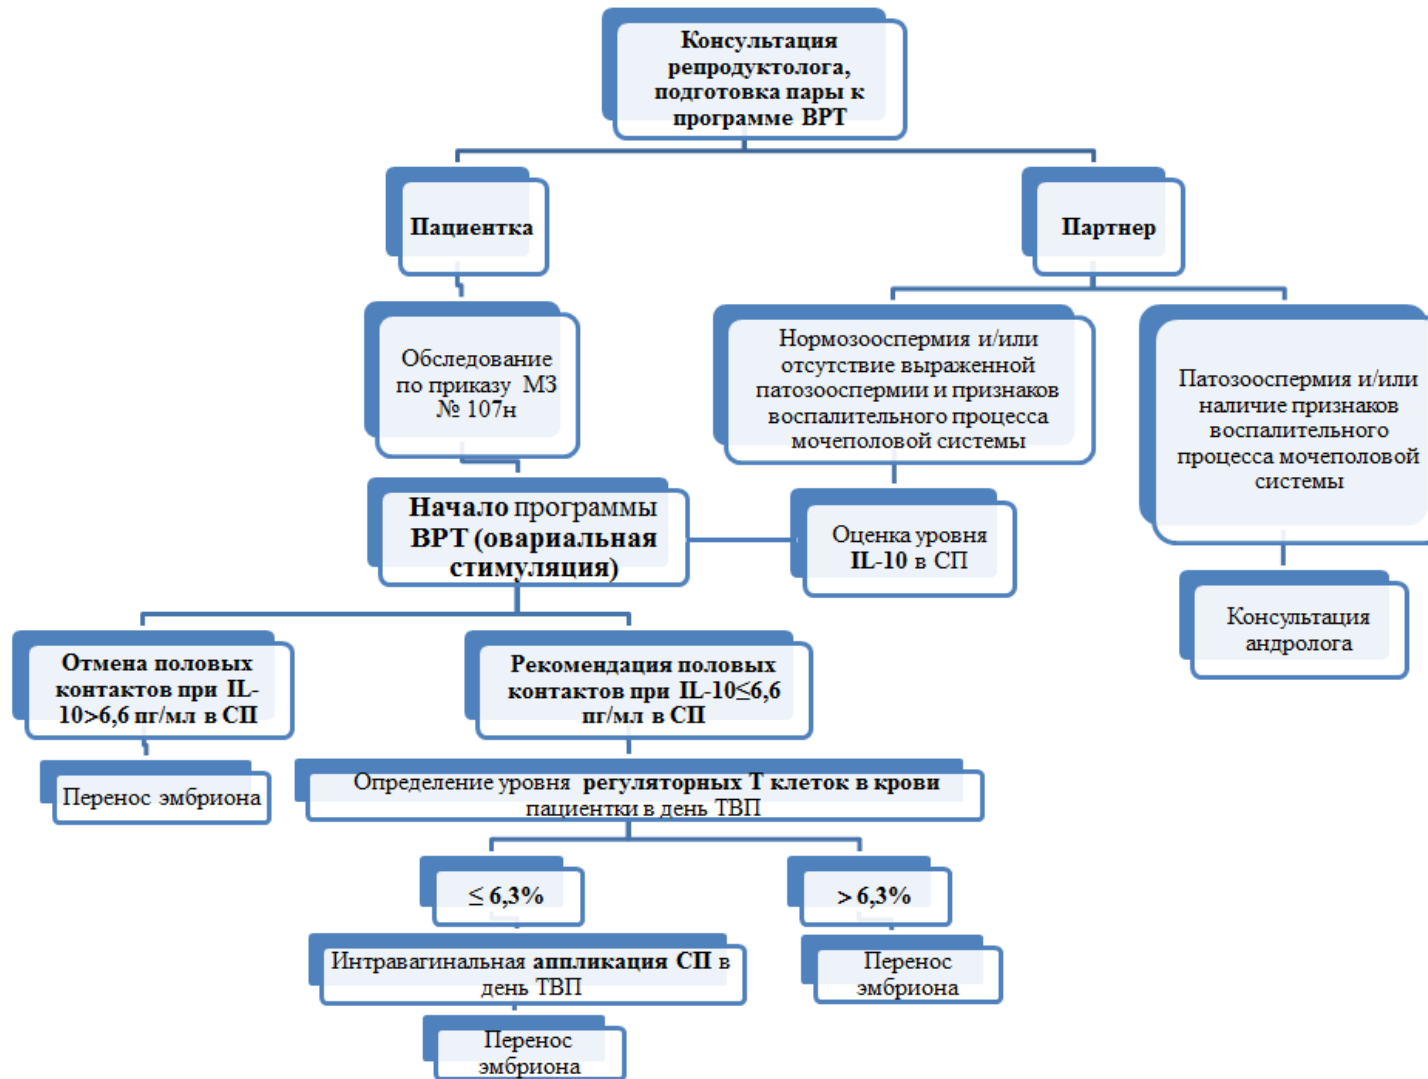 Консультация
репродуктолога,
подготовка пары к
программе ВРТ
Пациентка
Партнер
Обследование
по приказу МЗ
№ 107н
Нормозооспермия и/или
отсутствие выраженной
патозооспермии и признаков
воспалительного процесса
мочеполовой системы
Патозооспермия и/или
наличие признаков
воспалительного
процесса мочеполовой
системы
Начало программы
ВРТ (овариальная
стимуляция)
Оценка уровня
IL-10 в СП
Консультация
андролога
Отмена половых
контактов при IL-
10>6,6 пг/мл в СП
Рекомендация половых
контактов при IL-10≤6,6
пг/мл в СП
Перенос эмбриона
Определение уровня регуляторных Т клеток в крови
пациентки в день ТВП
≤ 6,3%
> 6,3%
Интравагинальная аппликация СП в
день ТВП
Перенос
эмбриона
Перенос
эмбриона